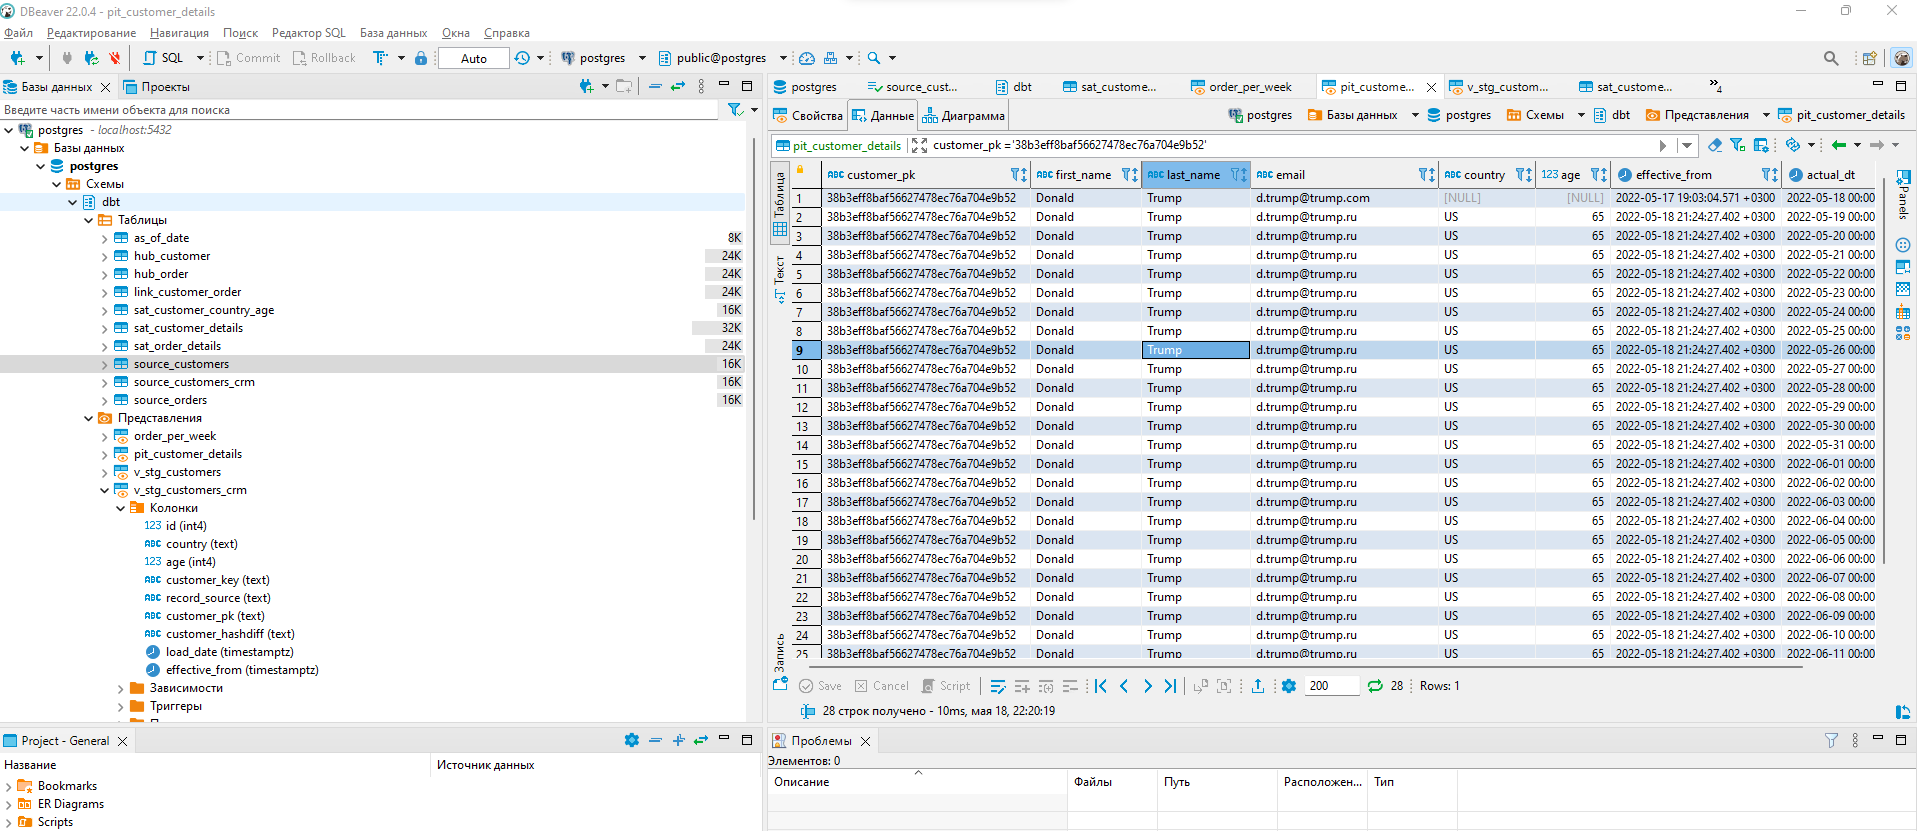 DBeaver 22.0.4 - pit_customer_details
Файл Редактирование Навигация Поиск Редактор SQL База данных Окна Справка
SQL Commit Rollback Auto postgres public@postgres
Базы данных Проекты
Введите часть имени объекта для поиска
postgres - localhost:5432
Базы данных
postgres
Схемы
dbt
Таблицы
as_of_date 8K
hub_customer 24K
hub_order 24K
link_customer_order 24K
sat_customer_country_age 16K
sat_customer_details 32K
sat_order_details 24K
source_customers 16K
source_customers_crm 16K
source_orders 16K
Представления
order_per_week
pit_customer_details
v_stg_customers
v_stg_customers_crm
Колонки
123 id (int4)
ABC country (text)
123 age (int4)
ABC customer_key (text)
ABC record_source (text)
ABC customer_pk (text)
ABC customer_hashdiff (text)
load_date (timestamptz)
effective_from (timestamptz)
Зависимости
Триггеры
postgres source_cust... dbt sat_custome... order_per_week pit_custome... v_stg_custom... sat_custome... »4
Свойства Данные Диаграмма postgres Базы данных postgres Схемы dbt Представления pit_customer_details
pit_customer_details customer_pk ='38b3eff8baf56627478ec76a704e9b52'
Таблица
Текст
Запись
Panels
ABC customer_pk ABC first_name ABC last_name ABC email ABC country 123 age effective_from actual_dt
1 38b3eff8baf56627478ec76a704e9b52 Donald Trump d.trump@trump.com [NULL] [NULL] 2022-05-17 19:03:04.571 +0300 2022-05-18 00:00
2 38b3eff8baf56627478ec76a704e9b52 Donald Trump d.trump@trump.ru US 65 2022-05-18 21:24:27.402 +0300 2022-05-19 00:00
3 38b3eff8baf56627478ec76a704e9b52 Donald Trump d.trump@trump.ru US 65 2022-05-18 21:24:27.402 +0300 2022-05-20 00:00
4 38b3eff8baf56627478ec76a704e9b52 Donald Trump d.trump@trump.ru US 65 2022-05-18 21:24:27.402 +0300 2022-05-21 00:00
5 38b3eff8baf56627478ec76a704e9b52 Donald Trump d.trump@trump.ru US 65 2022-05-18 21:24:27.402 +0300 2022-05-22 00:00
6 38b3eff8baf56627478ec76a704e9b52 Donald Trump d.trump@trump.ru US 65 2022-05-18 21:24:27.402 +0300 2022-05-23 00:00
7 38b3eff8baf56627478ec76a704e9b52 Donald Trump d.trump@trump.ru US 65 2022-05-18 21:24:27.402 +0300 2022-05-24 00:00
8 38b3eff8baf56627478ec76a704e9b52 Donald Trump d.trump@trump.ru US 65 2022-05-18 21:24:27.402 +0300 2022-05-25 00:00
9 38b3eff8baf56627478ec76a704e9b52 Donald Trump d.trump@trump.ru US 65 2022-05-18 21:24:27.402 +0300 2022-05-26 00:00
10 38b3eff8baf56627478ec76a704e9b52 Donald Trump d.trump@trump.ru US 65 2022-05-18 21:24:27.402 +0300 2022-05-27 00:00
11 38b3eff8baf56627478ec76a704e9b52 Donald Trump d.trump@trump.ru US 65 2022-05-18 21:24:27.402 +0300 2022-05-28 00:00
12 38b3eff8baf56627478ec76a704e9b52 Donald Trump d.trump@trump.ru US 65 2022-05-18 21:24:27.402 +0300 2022-05-29 00:00
13 38b3eff8baf56627478ec76a704e9b52 Donald Trump d.trump@trump.ru US 65 2022-05-18 21:24:27.402 +0300 2022-05-30 00:00
14 38b3eff8baf56627478ec76a704e9b52 Donald Trump d.trump@trump.ru US 65 2022-05-18 21:24:27.402 +0300 2022-05-31 00:00
15 38b3eff8baf56627478ec76a704e9b52 Donald Trump d.trump@trump.ru US 65 2022-05-18 21:24:27.402 +0300 2022-06-01 00:00
16 38b3eff8baf56627478ec76a704e9b52 Donald Trump d.trump@trump.ru US 65 2022-05-18 21:24:27.402 +0300 2022-06-02 00:00
17 38b3eff8baf56627478ec76a704e9b52 Donald Trump d.trump@trump.ru US 65 2022-05-18 21:24:27.402 +0300 2022-06-03 00:00
18 38b3eff8baf56627478ec76a704e9b52 Donald Trump d.trump@trump.ru US 65 2022-05-18 21:24:27.402 +0300 2022-06-04 00:00
19 38b3eff8baf56627478ec76a704e9b52 Donald Trump d.trump@trump.ru US 65 2022-05-18 21:24:27.402 +0300 2022-06-05 00:00
20 38b3eff8baf56627478ec76a704e9b52 Donald Trump d.trump@trump.ru US 65 2022-05-18 21:24:27.402 +0300 2022-06-06 00:00
21 38b3eff8baf56627478ec76a704e9b52 Donald Trump d.trump@trump.ru US 65 2022-05-18 21:24:27.402 +0300 2022-06-07 00:00
22 38b3eff8baf56627478ec76a704e9b52 Donald Trump d.trump@trump.ru US 65 2022-05-18 21:24:27.402 +0300 2022-06-08 00:00
23 38b3eff8baf56627478ec76a704e9b52 Donald Trump d.trump@trump.ru US 65 2022-05-18 21:24:27.402 +0300 2022-06-09 00:00
24 38b3eff8baf56627478ec76a704e9b52 Donald Trump d.trump@trump.ru US 65 2022-05-18 21:24:27.402 +0300 2022-06-10 00:00
25 38b3eff8baf56627478ec76a704e9b52 Donald Trump d.trump@trump.ru US 65 2022-05-18 21:24:27.402 +0300 2022-06-11 00:00
Save Cancel Script 200 28 Rows: 1
28 строк получено - 10ms, мая 18, 22:20:19
Project - General
Название Источник данных
Bookmarks
ER Diagrams
Scripts
Проблемы
Элементов: 0
Описание Файлы Путь Расположен... Тип